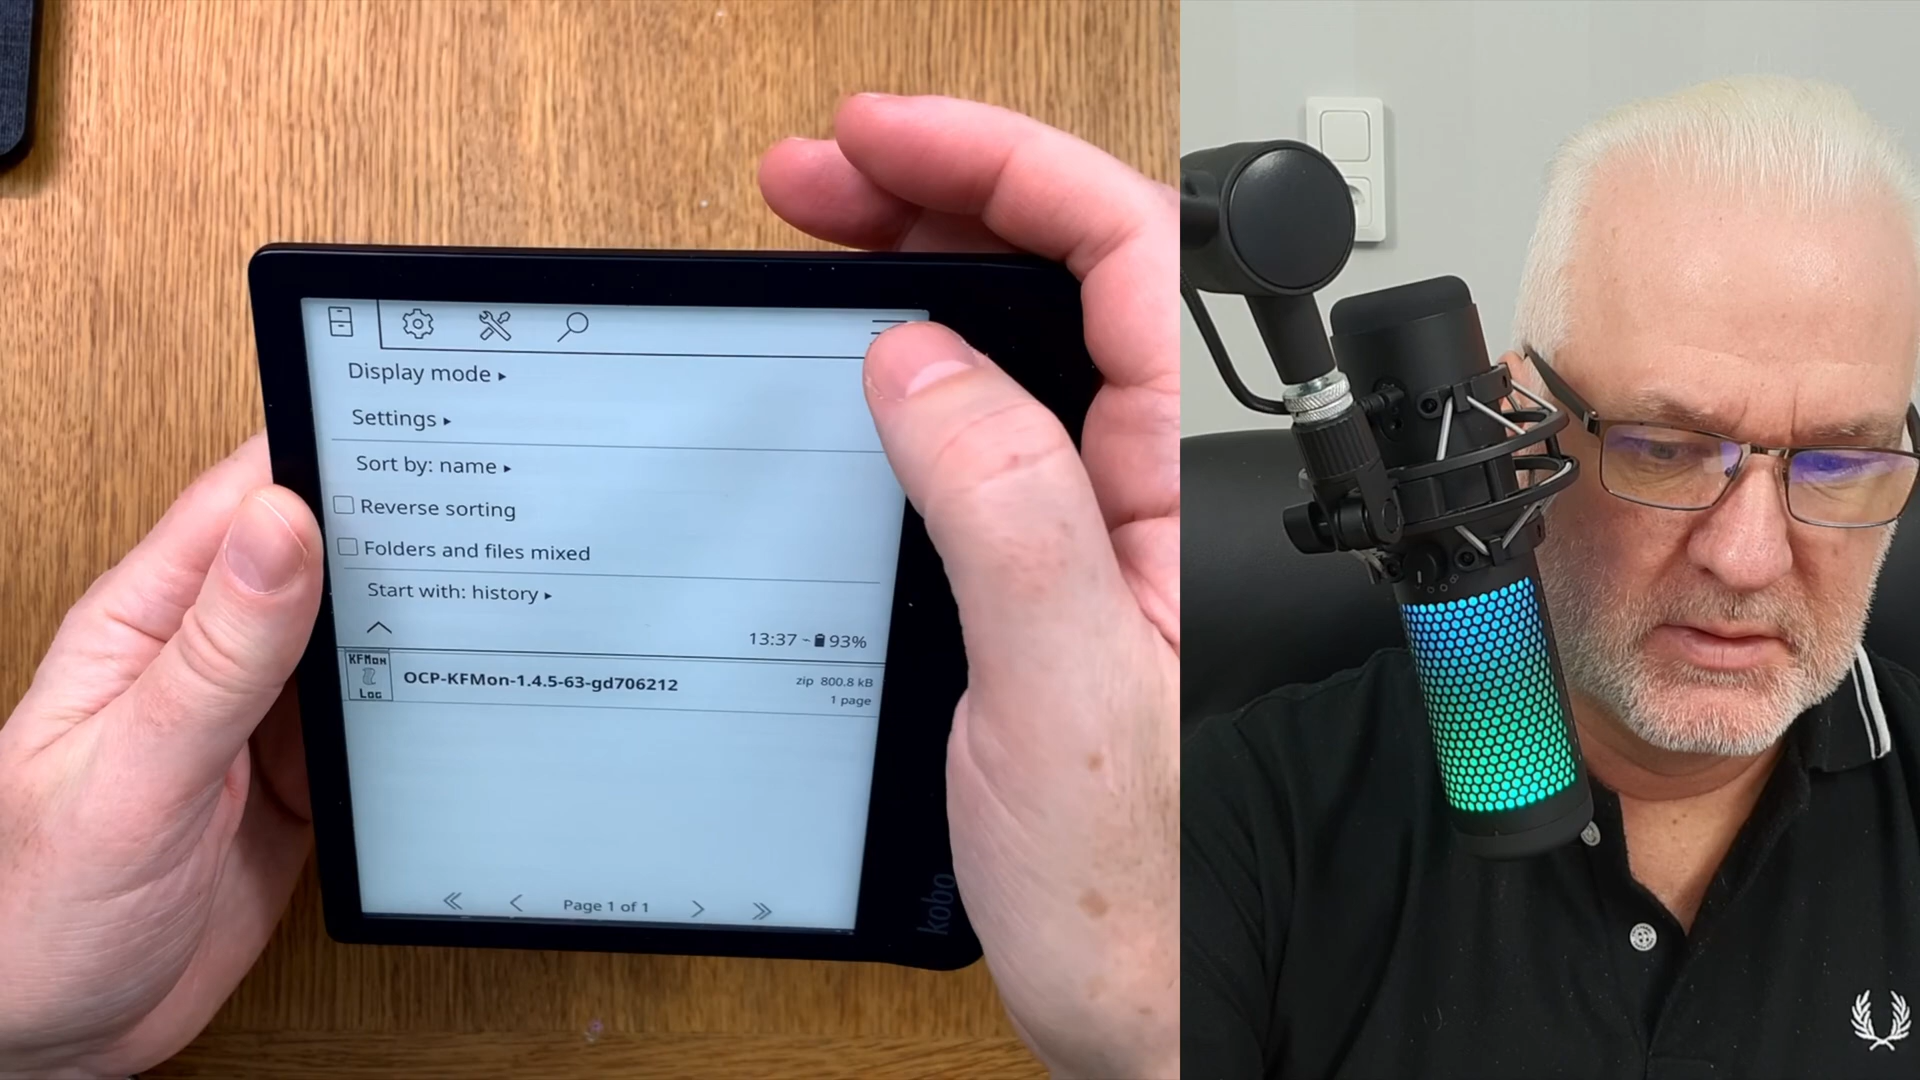 Display mode ▸
Settings ▸
Sort by: name ▸
Reverse sorting
Folders and files mixed
Start with: history ▸
13:37 - 93%
KFMon
Log
OCP-KFMon-1.4.5-63-gd706212
zip 800.8 kB
1 page
Page 1 of 1
kobo